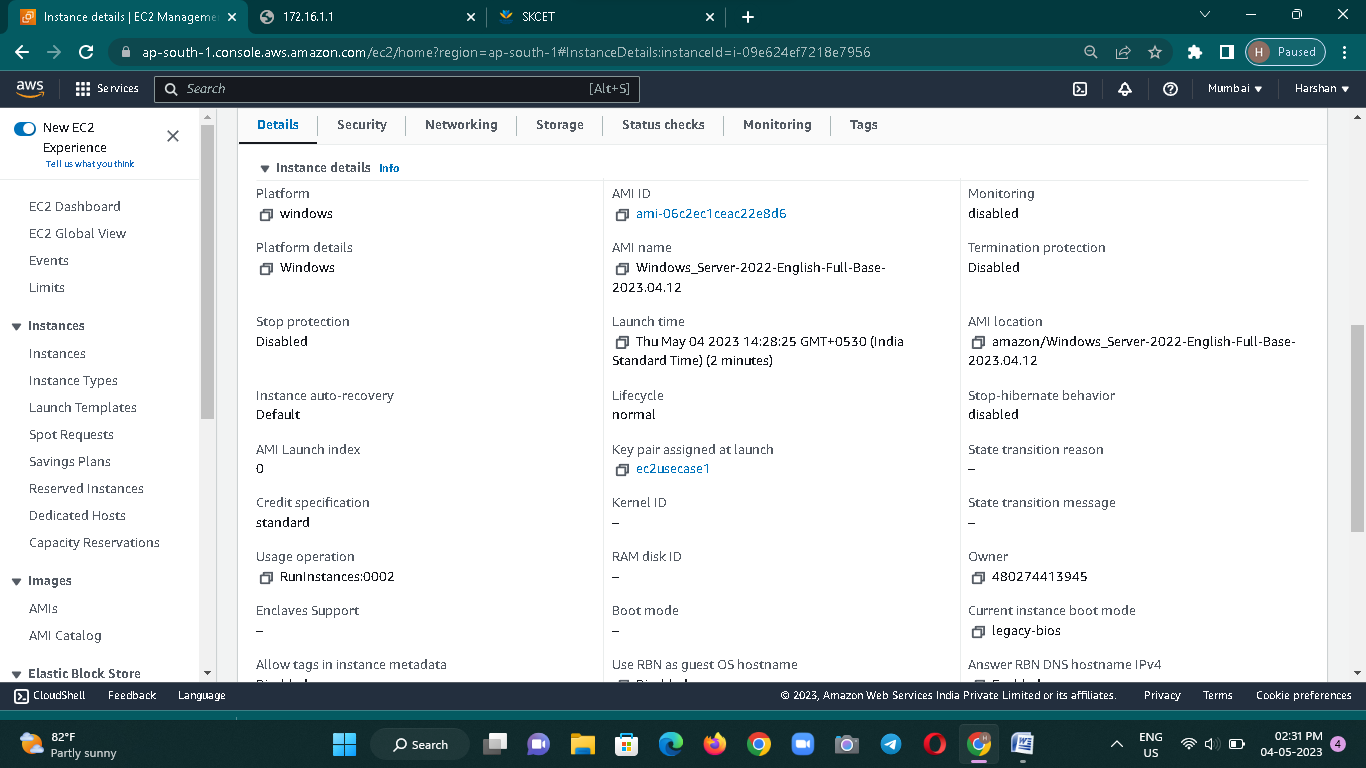 Instance details | EC2 Manageme
172.16.1.1
SKCET
ap-south-1.console.aws.amazon.com/ec2/home?region=ap-south-1#InstanceDetails:instanceId=i-09e624ef7218e7956
H Paused
aws Services Search [Alt+S] Mumbai Harshan
New EC2
Experience
Tell us what you think
EC2 Dashboard
EC2 Global View
Events
Limits
Instances
Instances
Instance Types
Launch Templates
Spot Requests
Savings Plans
Reserved Instances
Dedicated Hosts
Capacity Reservations
Images
AMIs
AMI Catalog
Elastic Block Store
Details Security Networking Storage Status checks Monitoring Tags
Instance details Info
Platform
windows
AMI ID
ami-06c2ec1ceac22e8d6
Monitoring
disabled
Platform details
Windows
AMI name
Windows_Server-2022-English-Full-Base-
2023.04.12
Termination protection
Disabled
Stop protection
Disabled
Launch time
Thu May 04 2023 14:28:25 GMT+0530 (India
Standard Time) (2 minutes)
AMI location
amazon/Windows_Server-2022-English-Full-Base-
2023.04.12
Instance auto-recovery
Default
Lifecycle
normal
Stop-hibernate behavior
disabled
AMI Launch index
0
Key pair assigned at launch
ec2usecase1
State transition reason
–
Credit specification
standard
Kernel ID
–
State transition message
–
Usage operation
RunInstances:0002
RAM disk ID
–
Owner
480274413945
Enclaves Support
–
Boot mode
–
Current instance boot mode
legacy-bios
Allow tags in instance metadata
Use RBN as guest OS hostname
Answer RBN DNS hostname IPv4
CloudShell Feedback Language
© 2023, Amazon Web Services India Private Limited or its affiliates. Privacy Terms Cookie preferences
82°F
Partly sunny
Search
ENG
US
02:31 PM
04-05-2023
4